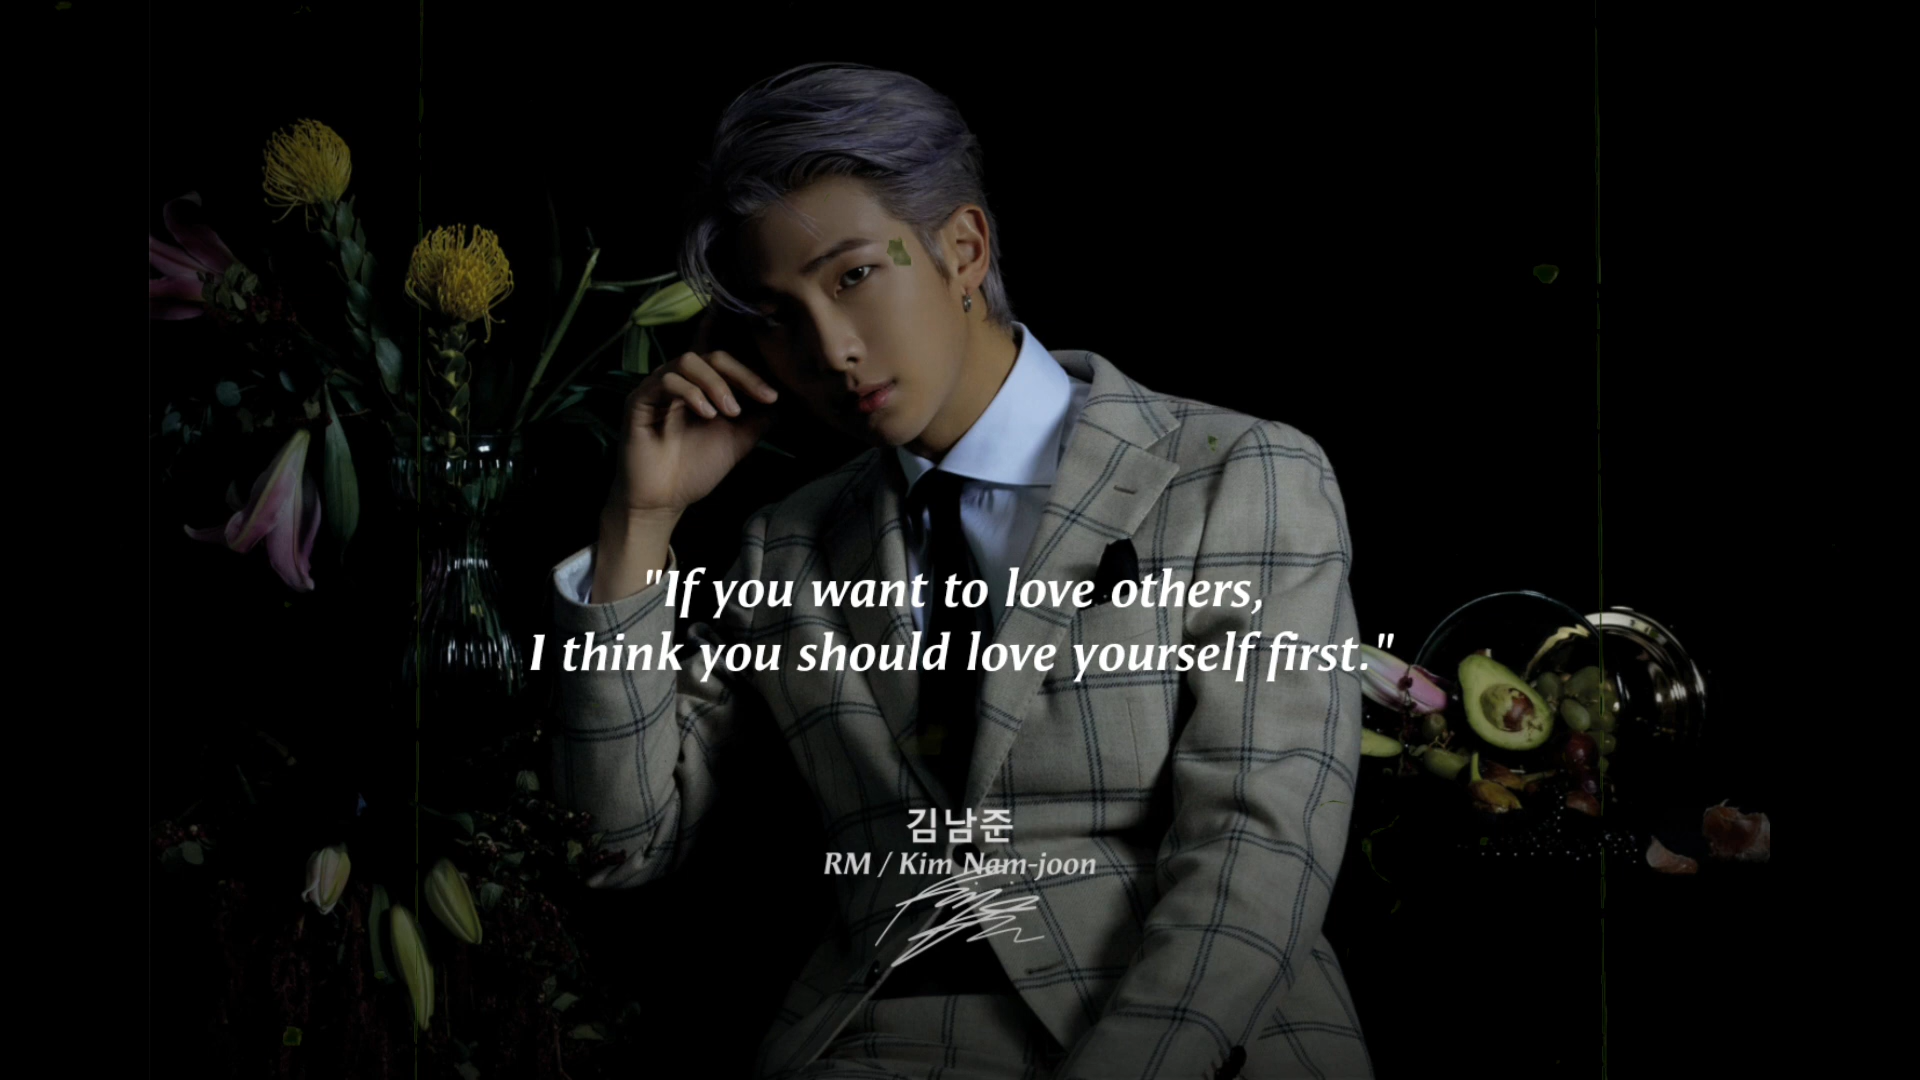 "If you want to love others,
I think you should love yourself first."
김남준
RM / Kim Nam-joon